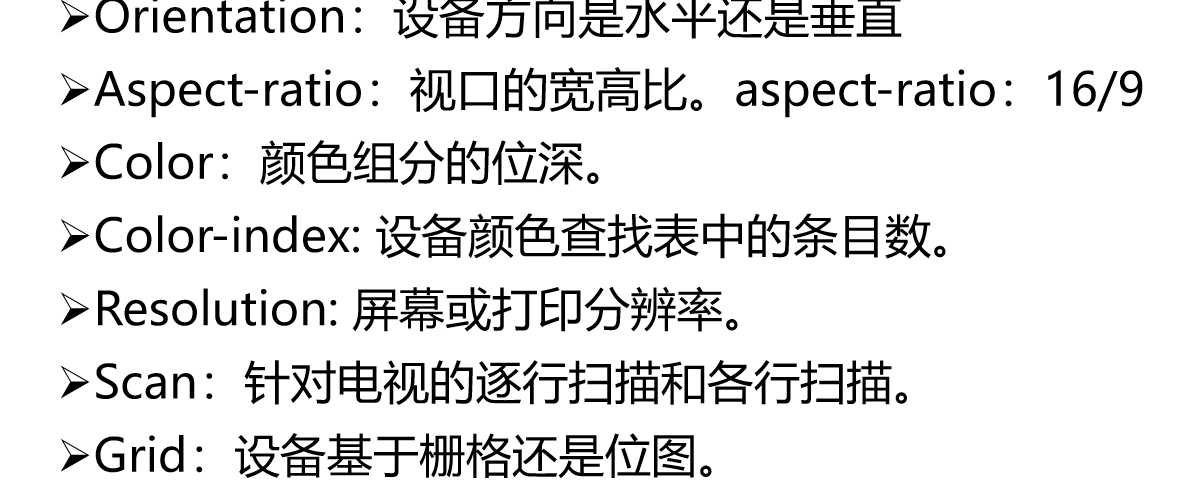 ➢Orientation：设备方向是水平还是垂直
➢Aspect-ratio：视口的宽高比。aspect-ratio：16/9
➢Color：颜色组分的位深。
➢Color-index: 设备颜色查找表中的条目数。
➢Resolution: 屏幕或打印分辨率。
➢Scan：针对电视的逐行扫描和各行扫描。
➢Grid：设备基于栅格还是位图。